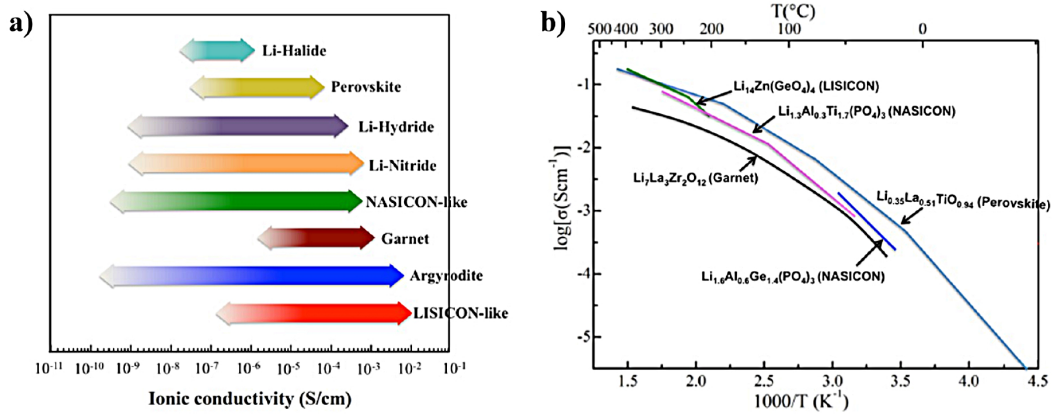 a)
Li-Halide
Perovskite
Li-Hydride
Li-Nitride
NASICON-like
Garnet
Argyrodite
LISICON-like
10⁻¹¹ 10⁻¹⁰ 10⁻⁹ 10⁻⁸ 10⁻⁷ 10⁻⁶ 10⁻⁵ 10⁻⁴ 10⁻³ 10⁻² 10⁻¹
Ionic conductivity (S/cm)
b)
T(°C)
500 400 300 200 100 0
-1
-2
-3
-4
-5
log[σ(Scm⁻¹)]
Li₁₄Zn(GeO₄)₄ (LISICON)
Li₁.₃Al₀.₃Ti₁.₇(PO₄)₃ (NASICON)
Li₇La₃Zr₂O₁₂ (Garnet)
Li₀.₃₅La₀.₅₁TiO₀.₉₄ (Perovskite)
Li₁.₆Al₀.₆Ge₁.₄(PO₄)₃ (NASICON)
1.5 2.0 2.5 3.0 3.5 4.0 4.5
1000/T (K⁻¹)